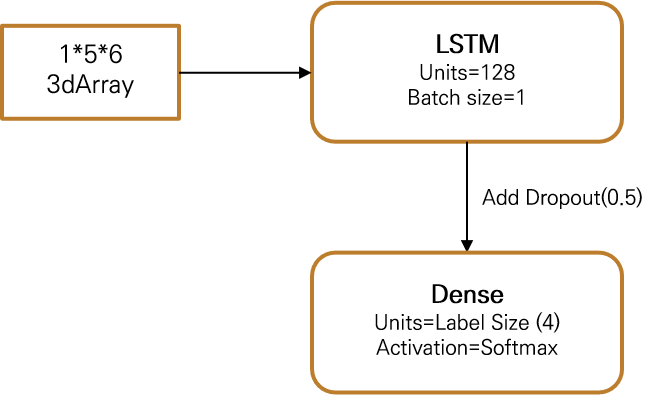 1*5*6
3dArray
LSTM
Units=128
Batch size=1
Add Dropout(0.5)
Dense
Units=Label Size (4)
Activation=Softmax